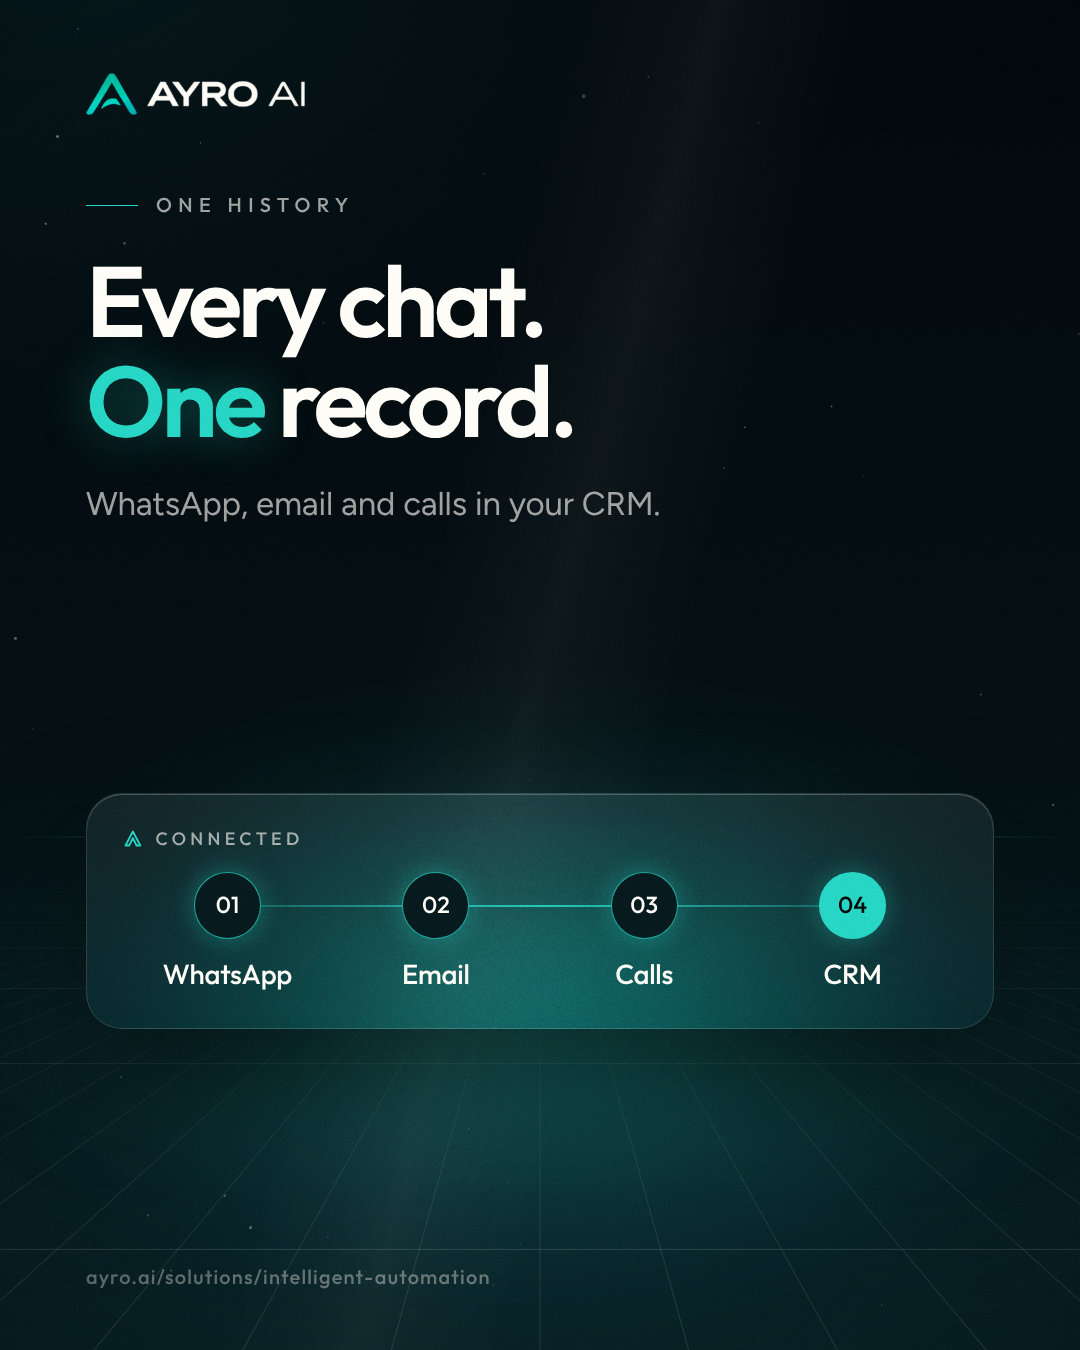 AYRO AI
ONE HISTORY
Every chat.
One record.
WhatsApp, email and calls in your CRM.
CONNECTED
01 02 03 04
WhatsApp Email Calls CRM
ayro.ai/solutions/intelligent-automation